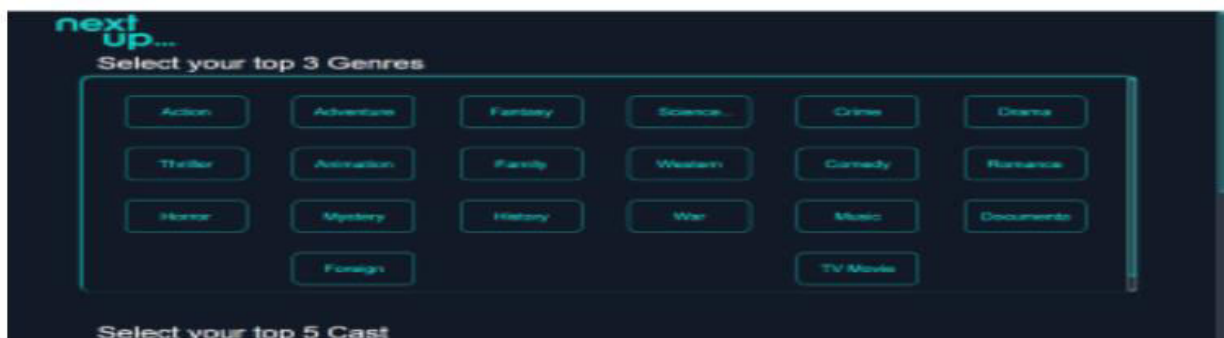 next
up...
Select your top 3 Genres
Action Adventure Fantasy Science... Crime Drama
Thriller Animation Family Western Comedy Romance
Horror Mystery History War Music Documenta
Foreign TV Movie
Select your top 5 Cast